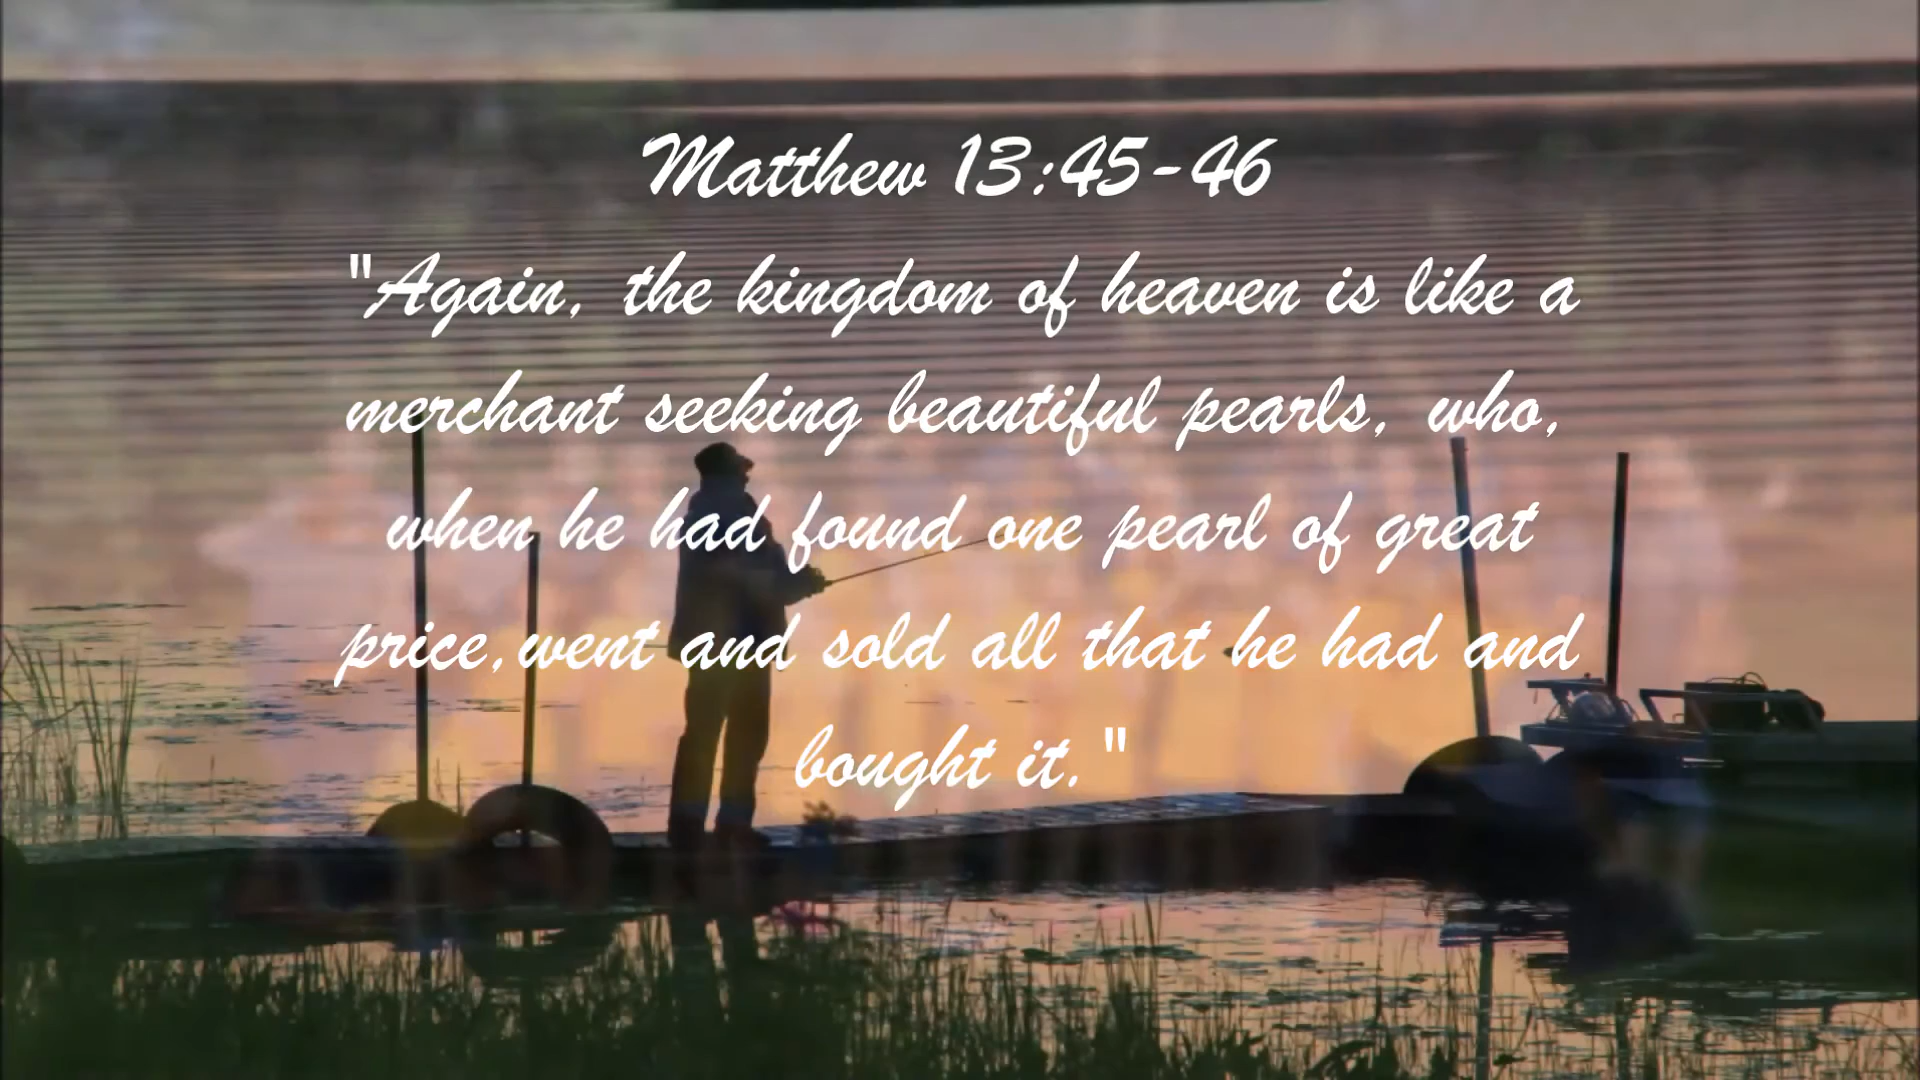 Matthew 13:45-46
"Again, the kingdom of heaven is like a
merchant seeking beautiful pearls, who,
when he had found one pearl of great
price,went and sold all that he had and
bought it."